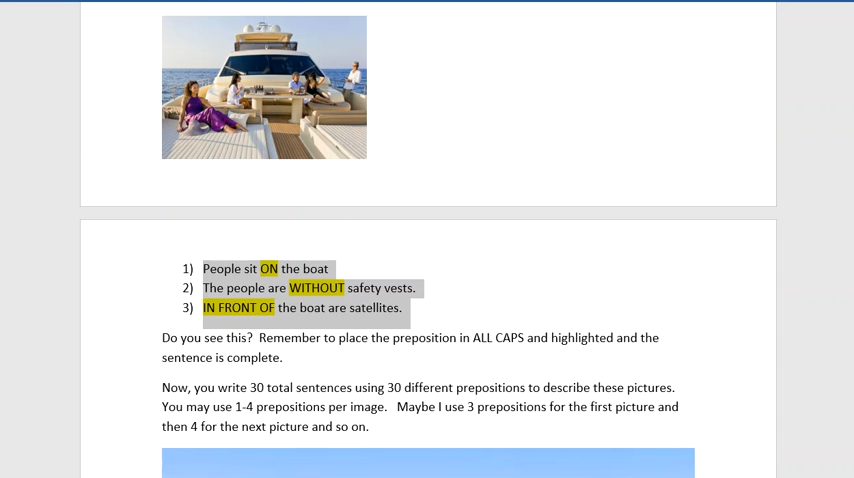 1) People sit ON the boat
2) The people are WITHOUT safety vests.
3) IN FRONT OF the boat are satellites.
Do you see this?  Remember to place the preposition in ALL CAPS and highlighted and the
sentence is complete.
Now, you write 30 total sentences using 30 different prepositions to describe these pictures.
You may use 1-4 prepositions per image.   Maybe I use 3 prepositions for the first picture and
then 4 for the next picture and so on.